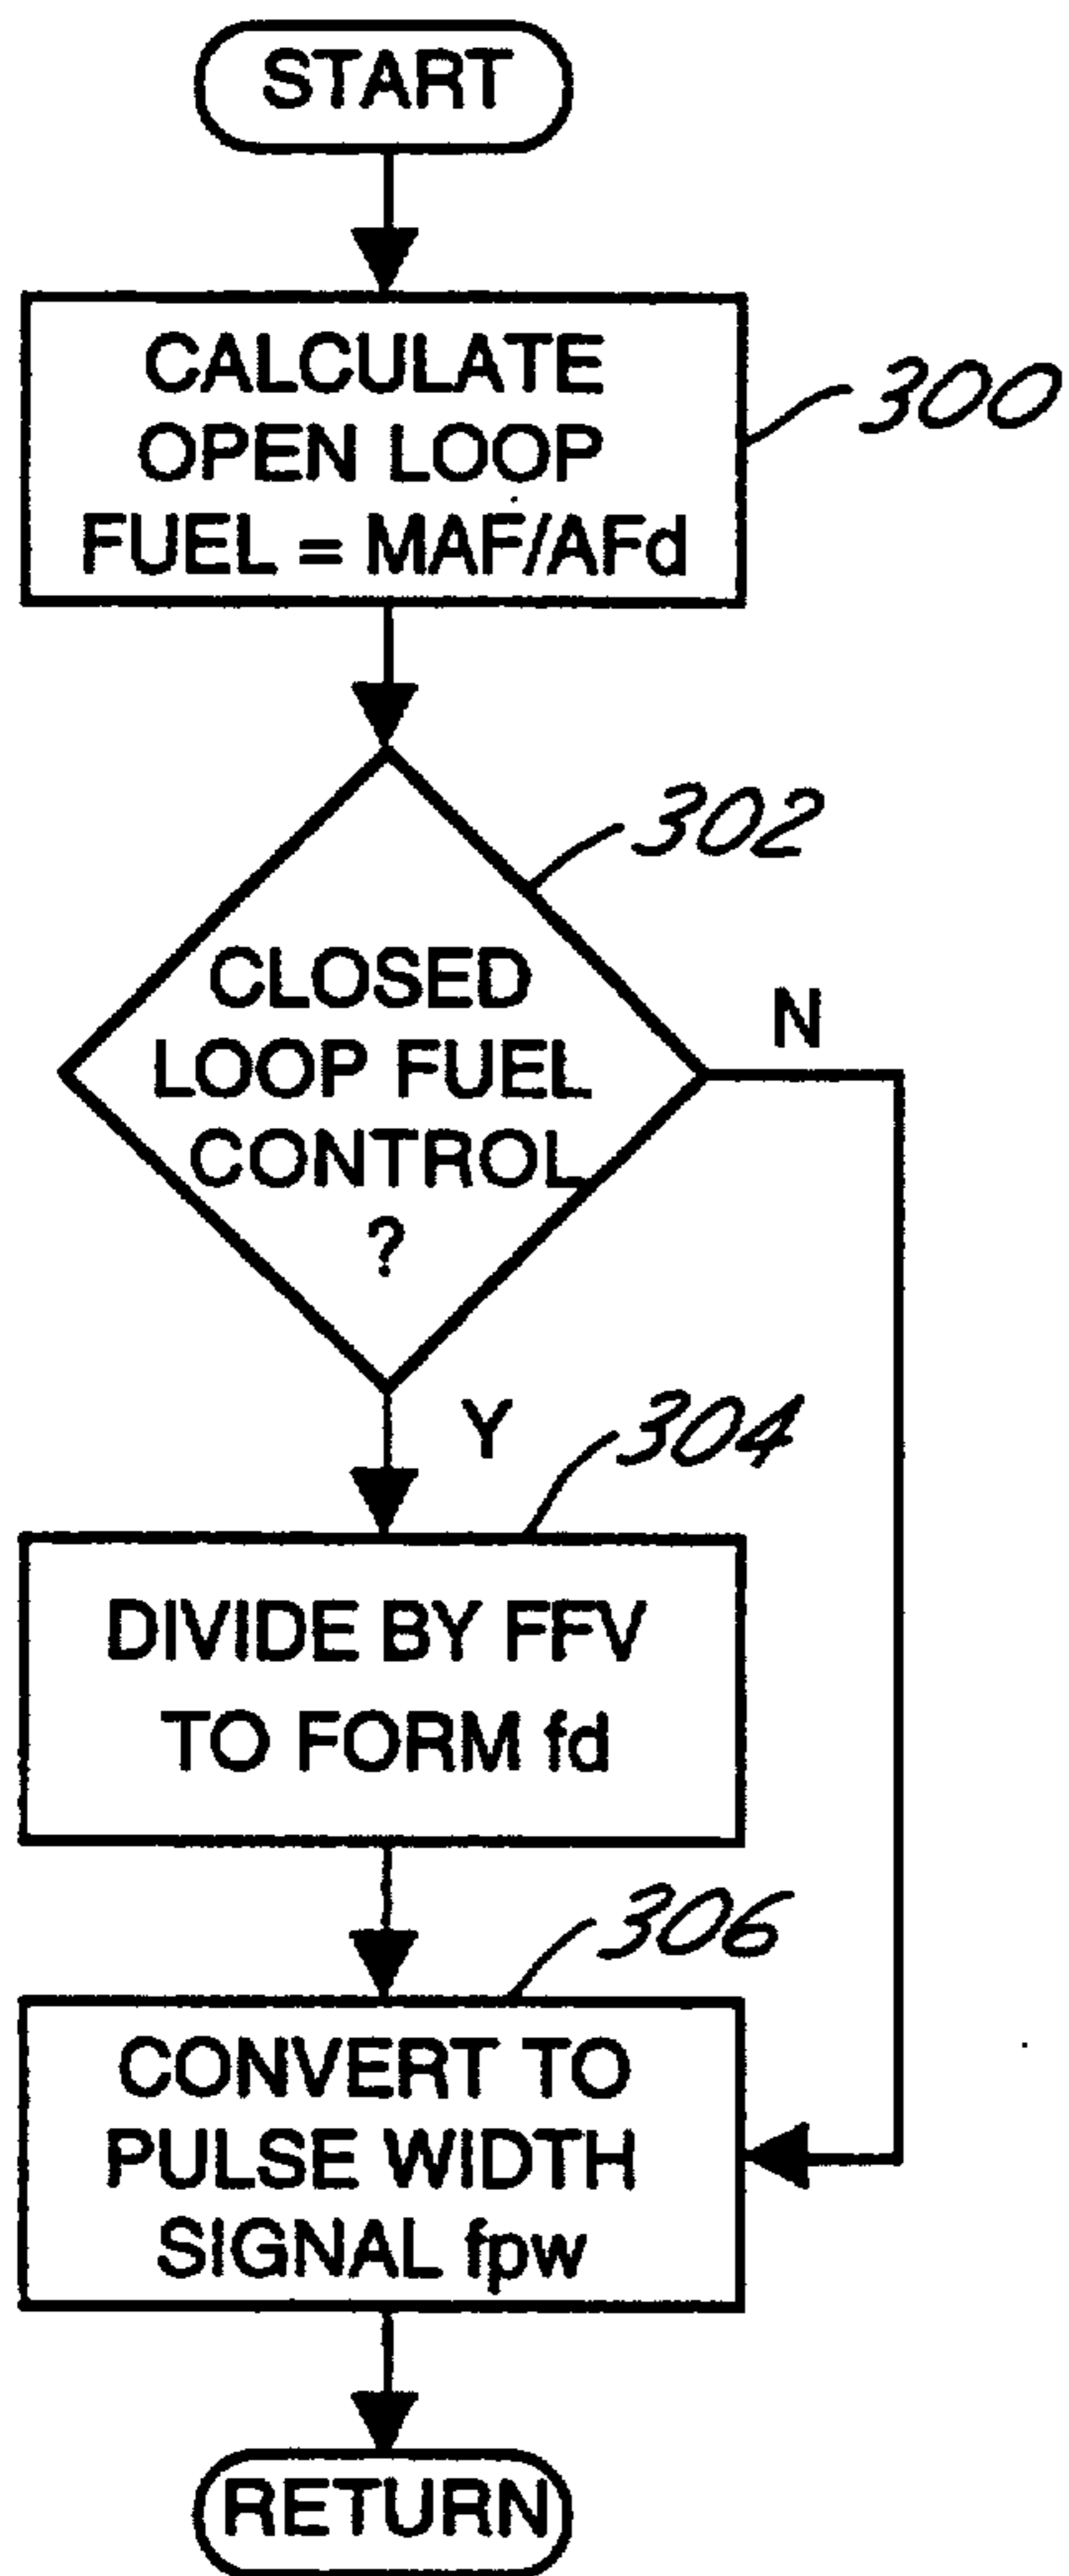 START
CALCULATE
OPEN LOOP
FUEL = MAF/AFd
300
302
CLOSED
LOOP FUEL
CONTROL
?
N
Y
304
DIVIDE BY FFV
TO FORM fd
306
CONVERT TO
PULSE WIDTH
SIGNAL fpw
RETURN